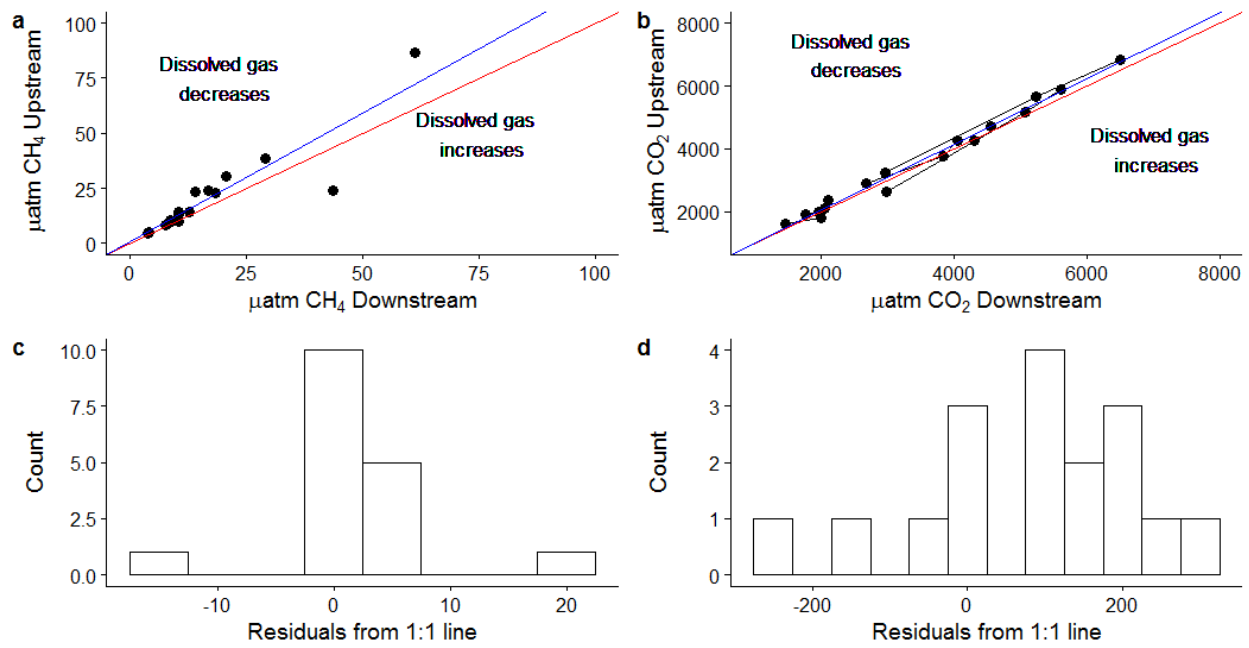 a
100
75
50
25
0
μatm CH₄ Upstream
Dissolved gas
decreases
Dissolved gas
increases
0 25 50 75 100
μatm CH₄ Downstream
b
8000
6000
4000
2000
μatm CO₂ Upstream
Dissolved gas
decreases
Dissolved gas
increases
2000 4000 6000 8000
μatm CO₂ Downstream
c
10.0
7.5
5.0
2.5
0.0
Count
-10 0 10 20
Residuals from 1:1 line
d
4
3
2
1
0
Count
-200 0 200
Residuals from 1:1 line